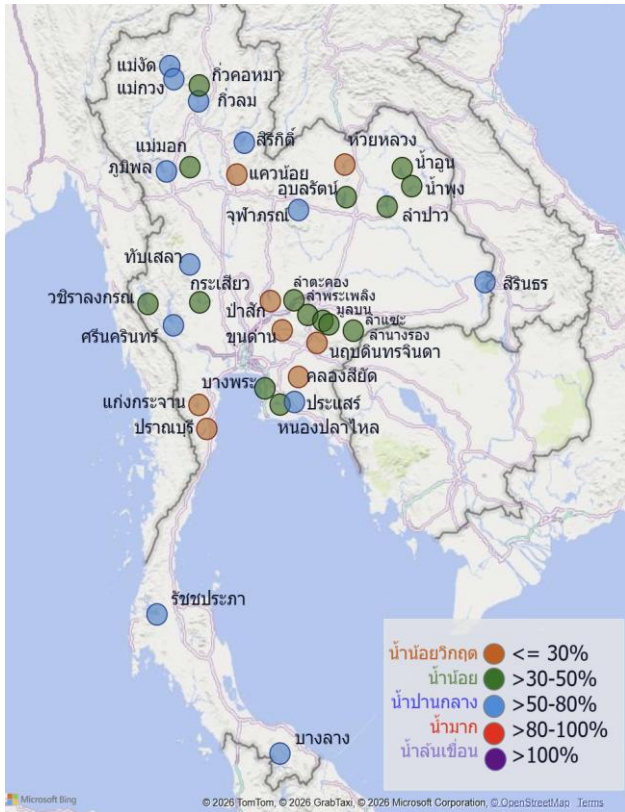 แม่งัด
แม่กวง
กิ่วคอหมา
กิ่วลม
สิริกิติ์
ห้วยหลวง
แม่มอก
ภูมิพล
แควน้อย
น้ำอูน
อุบลรัตน์
น้ำพุง
จุฬาภรณ์
ลำปาว
ทับเสลา
สิรินธร
กระเสียว
ลำตะคอง
วชิราลงกรณ
ลำพระเพลิง
ป่าสัก
มูลบน
ลำแชะ
ศรีนครินทร์
ขุนด่าน
ลำนางรอง
นฤบดินทรจินดา
คลองสียัด
บางพระ
แก่งกระจาน
ประแสร์
ปราณบุรี
หนองปลาไหล
รัชชประภา
บางลาง
น้ำน้อยวิกฤต <= 30%
น้ำน้อย >30-50%
น้ำปานกลาง >50-80%
น้ำมาก >80-100%
น้ำล้นเขื่อน >100%
Microsoft Bing
© 2026 TomTom, © 2026 GrabTaxi, © 2026 Microsoft Corporation, © OpenStreetMap Terms